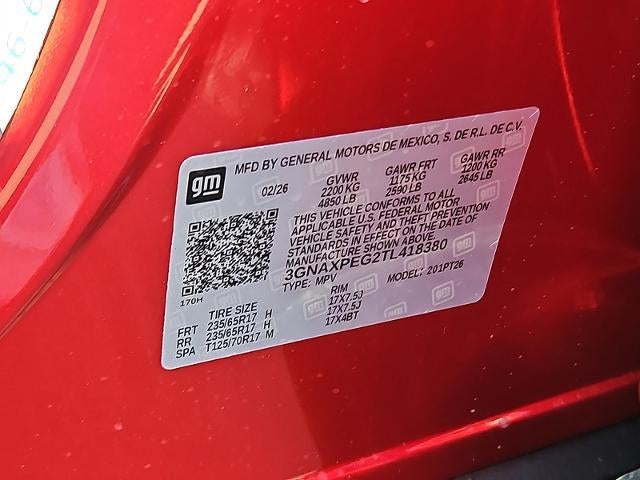 gm
MFD BY GENERAL MOTORS DE MEXICO, S. DE R.L. DE C.V.
02/26 GVWR GAWR FRT GAWR RR
2200 KG 1175 KG 1200 KG
4850 LB 2590 LB 2645 LB
THIS VEHICLE CONFORMS TO ALL
APPLICABLE U.S. FEDERAL MOTOR
VEHICLE SAFETY AND THEFT PREVENTION
STANDARDS IN EFFECT ON THE DATE OF
MANUFACTURE SHOWN ABOVE.
3GNAXPEG2TL418380
TYPE: MPV MODEL: 201PT26
170H
TIRE SIZE RIM
FRT 235/65R17 H 17X7.5J
RR 235/65R17 H 17X7.5J
SPA T125/70R17 M 17X4BT